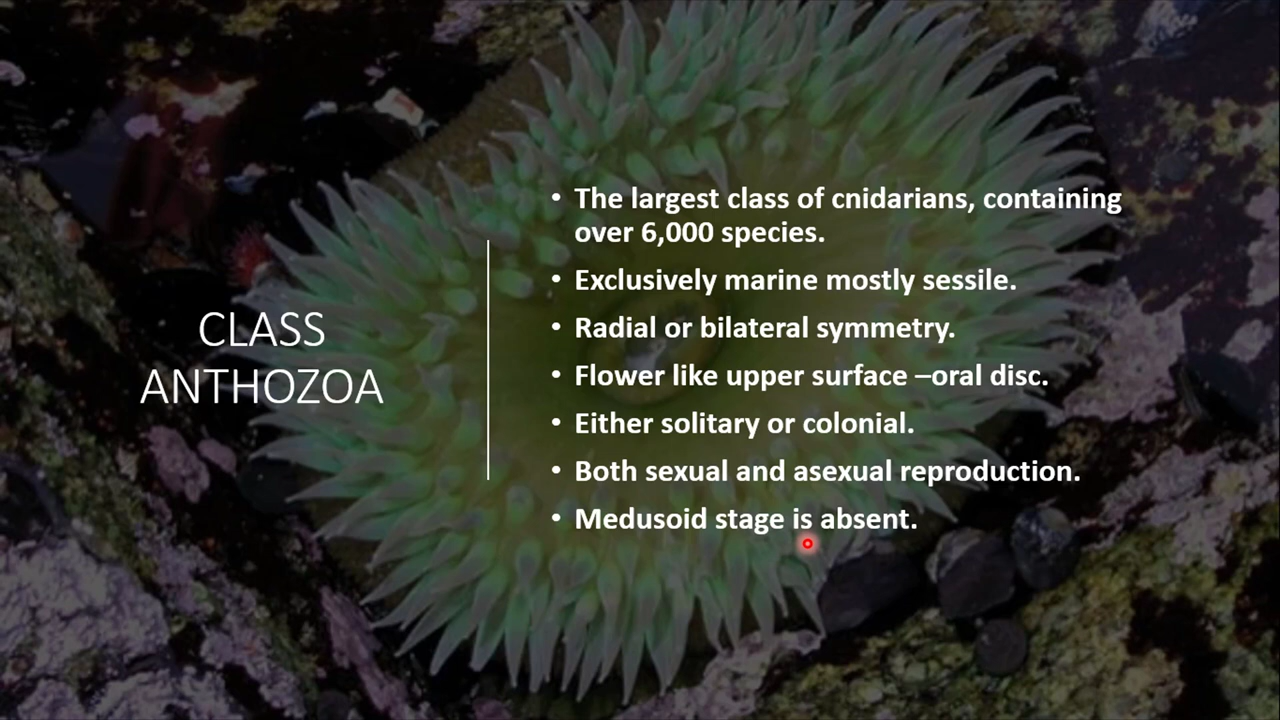 CLASS
ANTHOZOA
• The largest class of cnidarians, containing
over 6,000 species.
• Exclusively marine mostly sessile.
• Radial or bilateral symmetry.
• Flower like upper surface –oral disc.
• Either solitary or colonial.
• Both sexual and asexual reproduction.
• Medusoid stage is absent.